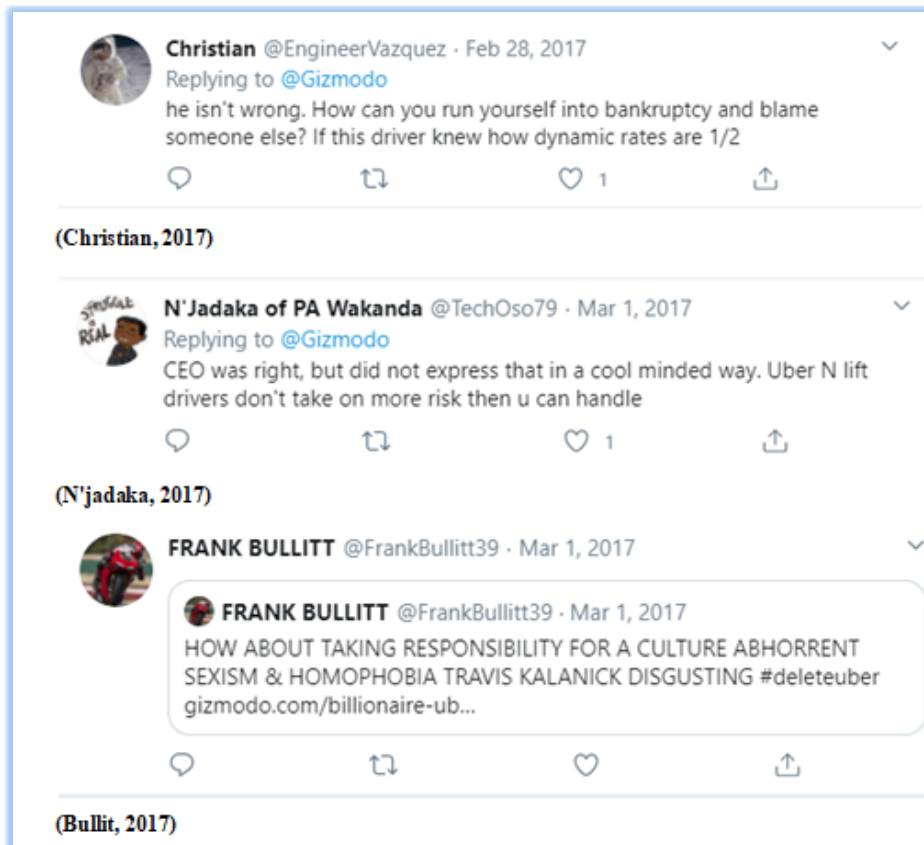 Christian @EngineerVazquez · Feb 28, 2017
Replying to @Gizmodo
he isn't wrong. How can you run yourself into bankruptcy and blame
someone else? If this driver knew how dynamic rates are 1/2
1
(Christian, 2017)
N'Jadaka of PA Wakanda @TechOso79 · Mar 1, 2017
REAL
Replying to @Gizmodo
CEO was right, but did not express that in a cool minded way. Uber N lift
drivers don't take on more risk then u can handle
1
(N'jadaka, 2017)
FRANK BULLITT @FrankBullitt39 · Mar 1, 2017
FRANK BULLITT @FrankBullitt39 · Mar 1, 2017
HOW ABOUT TAKING RESPONSIBILITY FOR A CULTURE ABHORRENT
SEXISM & HOMOPHOBIA TRAVIS KALANICK DISGUSTING #deleteuber
gizmodo.com/billionaire-ub...
(Bullit, 2017)